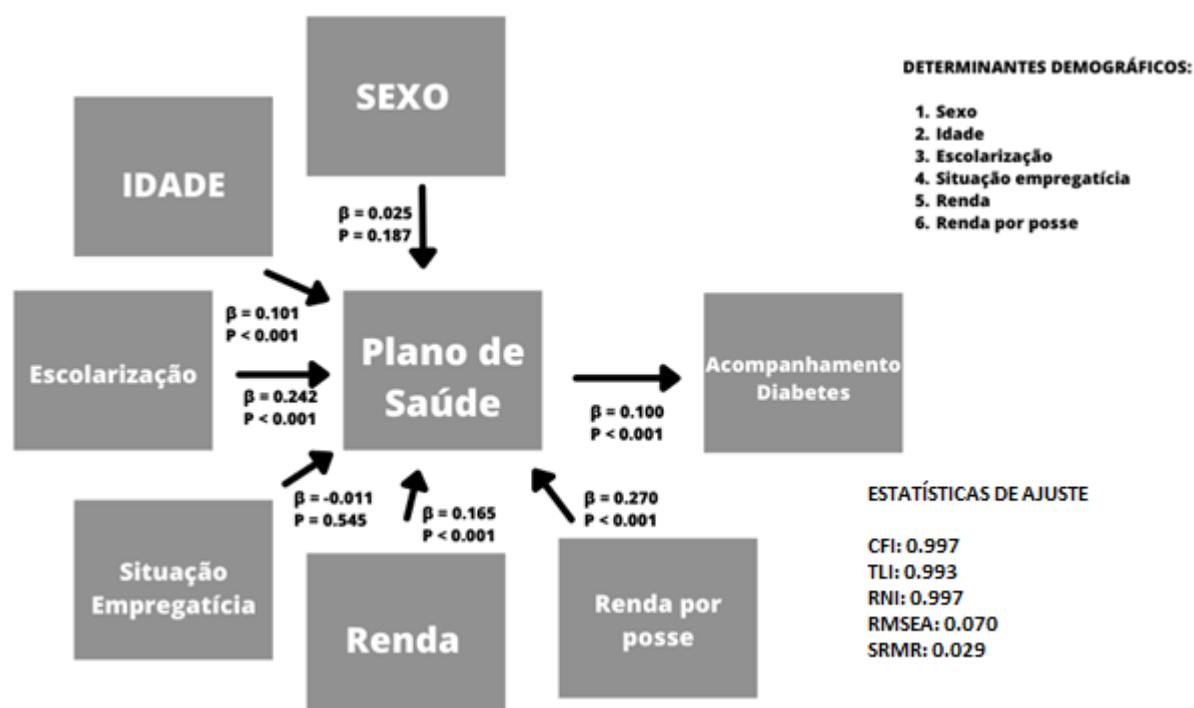 SEXO
DETERMINANTES DEMOGRÁFICOS:
1. Sexo
2. Idade
3. Escolarização
4. Situação empregatícia
5. Renda
6. Renda por posse
IDADE
β = 0.025
P = 0.187
β = 0.101
P < 0.001
Escolarização
β = 0.242
P < 0.001
Plano de
Saúde
β = 0.100
P < 0.001
Acompanhamento
Diabetes
β = -0.011
P = 0.545
β = 0.165
P < 0.001
β = 0.270
P < 0.001
Situação
Empregatícia
Renda
Renda por
posse
ESTATÍSTICAS DE AJUSTE
CFI: 0.997
TLI: 0.993
RNI: 0.997
RMSEA: 0.070
SRMR: 0.029